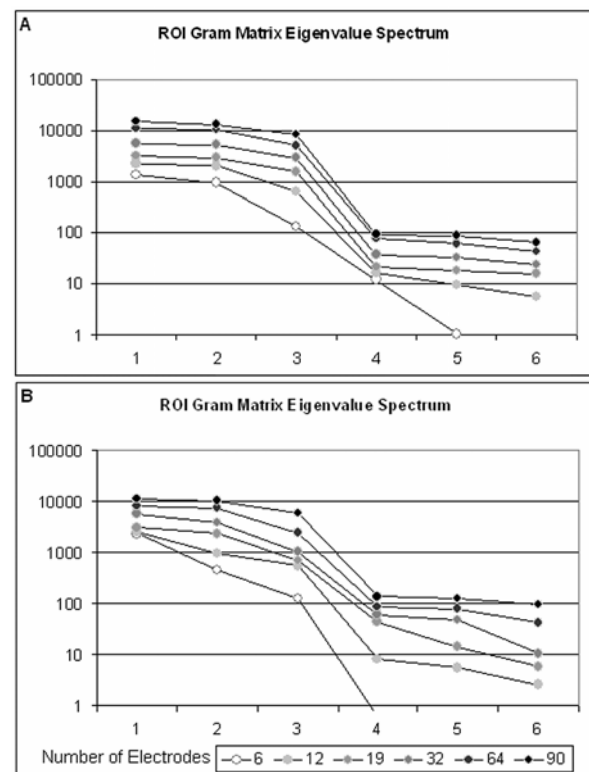 A
ROI Gram Matrix Eigenvalue Spectrum
100000
10000
1000
100
10
1
1 2 3 4 5 6
B
ROI Gram Matrix Eigenvalue Spectrum
100000
10000
1000
100
10
1
1 2 3 4 5 6
Number of Electrodes 6 12 19 32 64 90